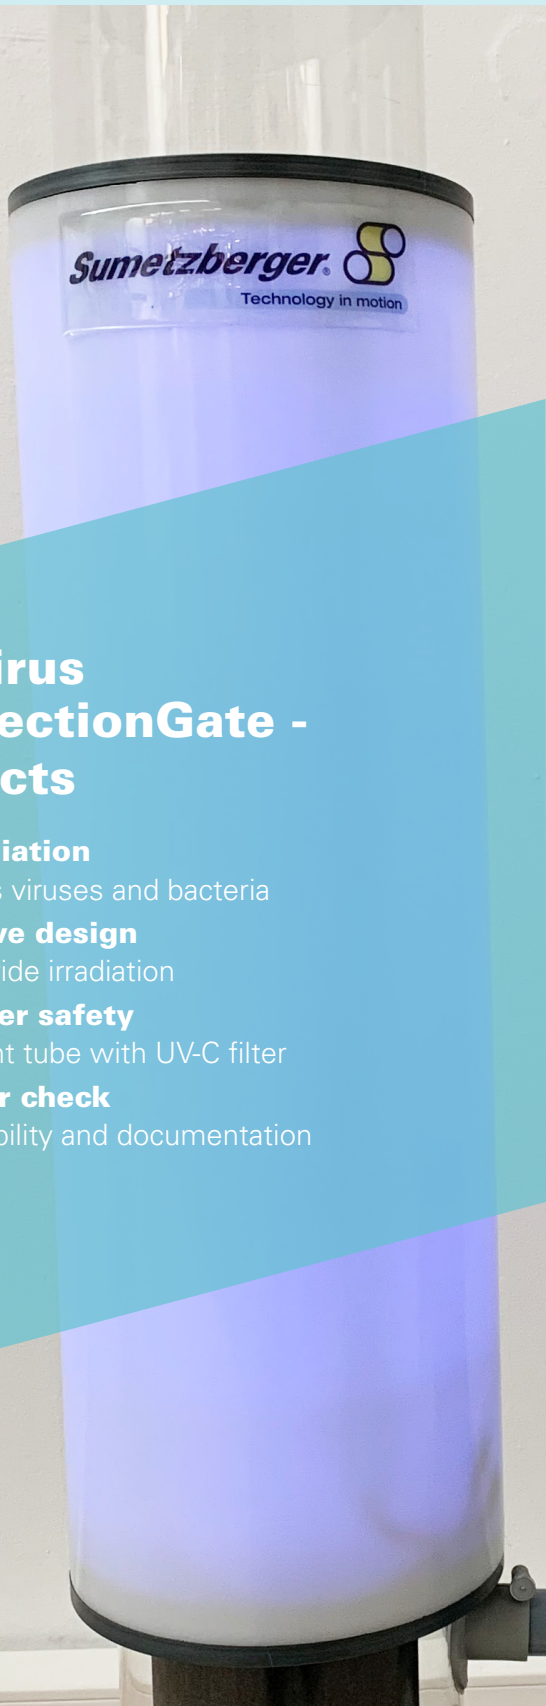 Sumetzberger®
Technology in motion
irus
ectionGate -
cts
iation
s viruses and bacteria
ve design
ide irradiation
er safety
nt tube with UV-C filter
r check
bility and documentation